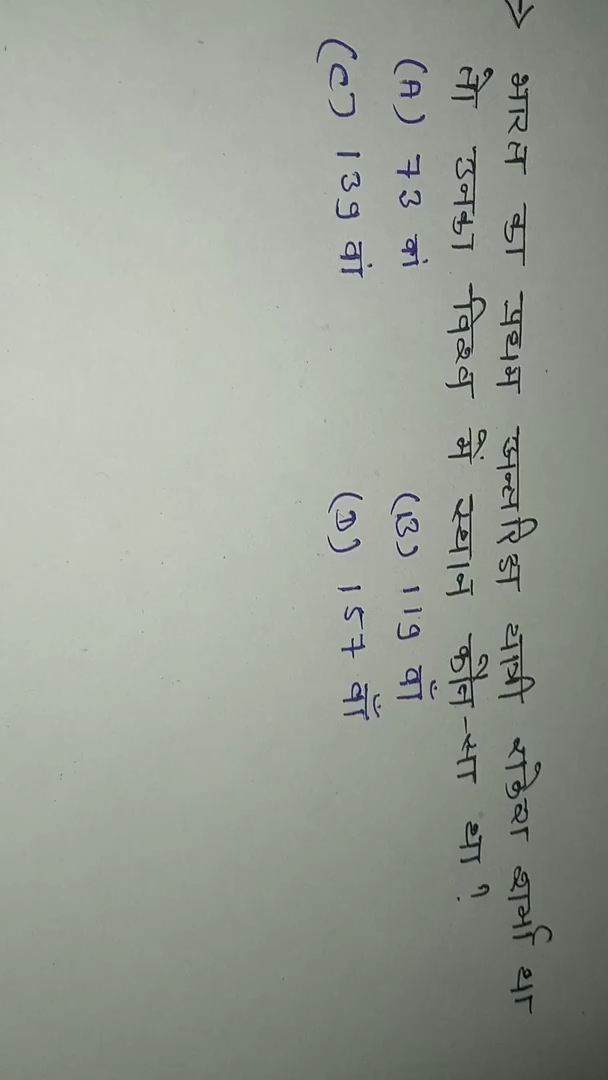 → भारत का प्रथम अन्तरिक्ष यात्री राकेश शर्मा था
तो उनका विश्व में स्थान कौन-सा था?
(A) 73 वां (B) 119 वाँ
(C) 139 वां (D) 157 वाँ